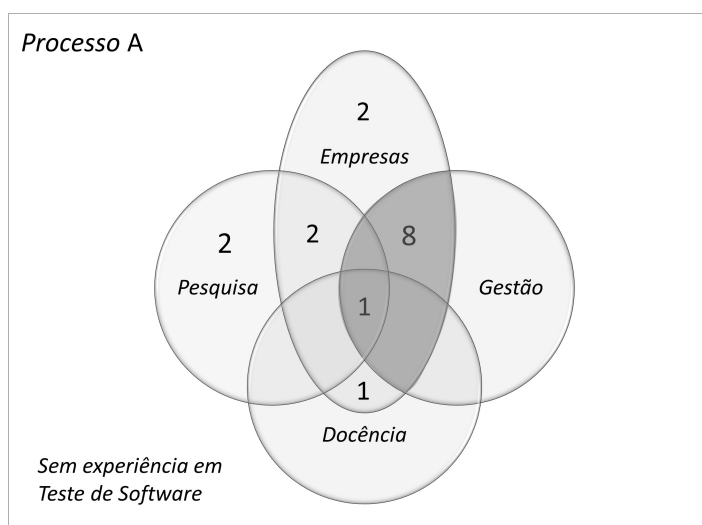 Processo A
2
Empresas
2
2
8
Pesquisa
Gestão
1
1
Docência
Sem experiência em
Teste de Software